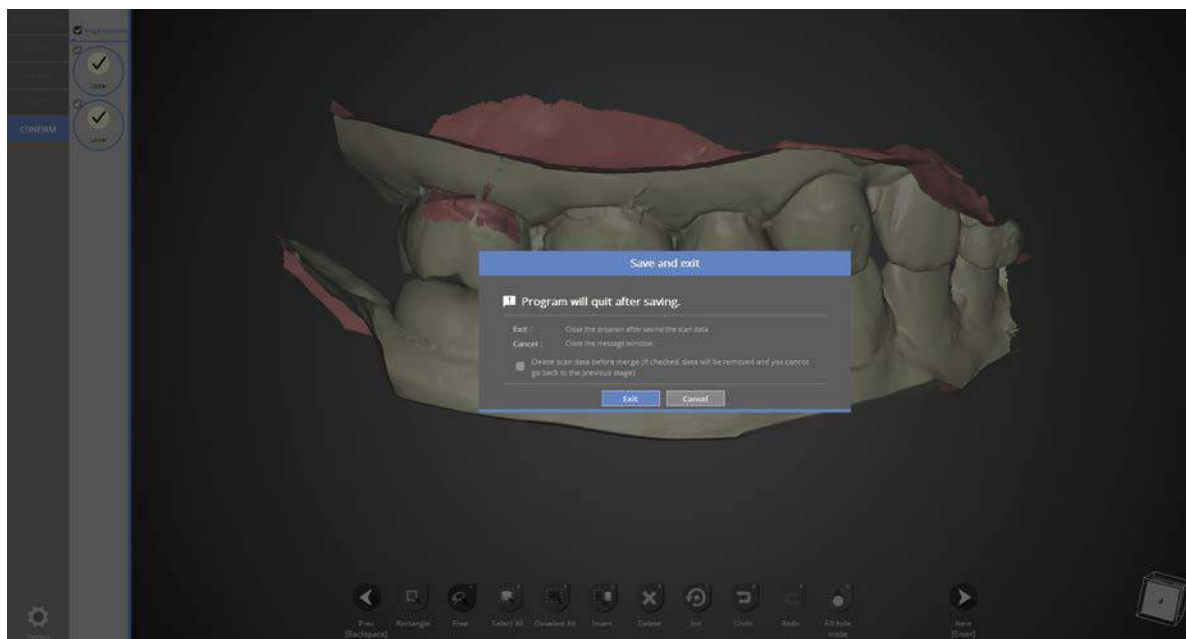 CONFIRM
Save and exit
Program will quit after saving.
Exit : Close the program after saving the scan data.
Cancel : Close the message window.
Delete scan data before merge (If checked, data will be removed and you cannot
go back to the previous stage)
Exit Cancel
Prev Rectangle Free Select All Deselect All Insert Delete Init Undo Redo Fill hole Next
[Backspace] mode [Enter]